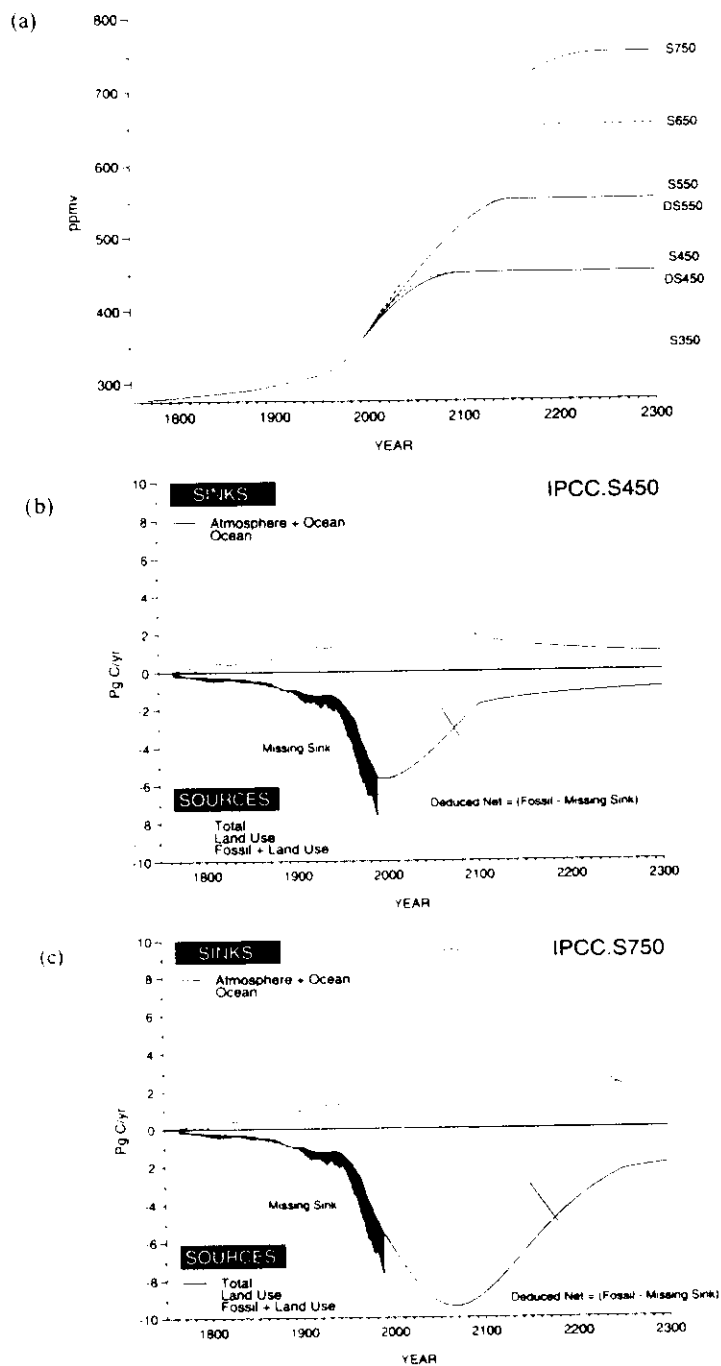 (a)
800
750
700
650
600
550
500
450
400
350
300
ppmv
S750
S650
S550
DS550
S450
DS450
S350
1800 1900 2000 2100 2200 2300
YEAR
(b)
10
8
6
4
2
0
-2
-4
-6
-8
-10
Pg C/yr
SINKS
Atmosphere + Ocean
Ocean
IPCC.S450
Missing Sink
SOURCES
Total
Land Use
Fossil + Land Use
Deduced Net = (Fossil - Missing Sink)
1800 1900 2000 2100 2200 2300
YEAR
(c)
10
8
6
4
2
0
2
-4
-6
-8
-10
Pg C/yr
SINKS
Atmosphere + Ocean
Ocean
IPCC.S750
Missing Sink
SOURCES
Total
Land Use
Fossil + Land Use
Deduced Net = (Fossil - Missing Sink)
1800 1900 2000 2100 2200 2300
YEAR